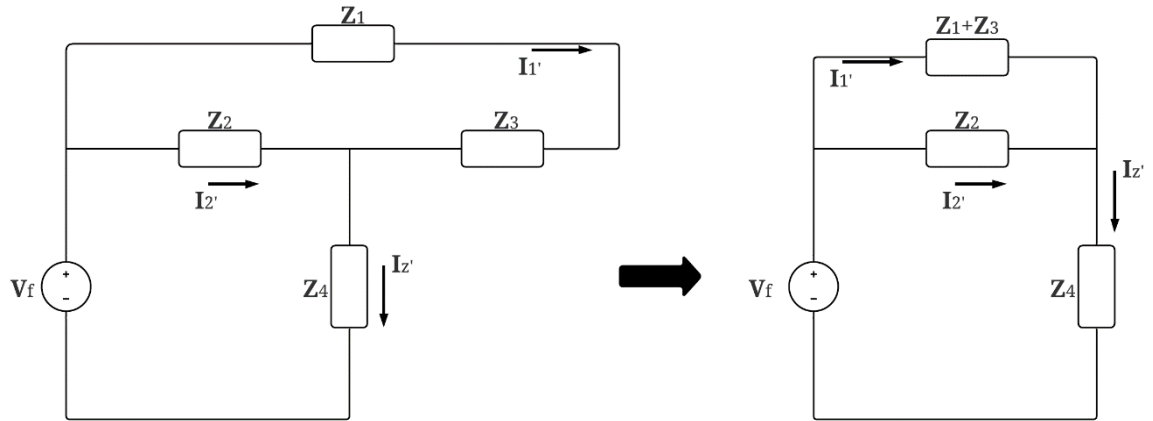 Z1
I1'
Z2
Z3
I2'
Vf
+
-
Z4
Iz'
Z1+Z3
I1'
Z2
I2'
Iz'
Vf
+
-
Z4